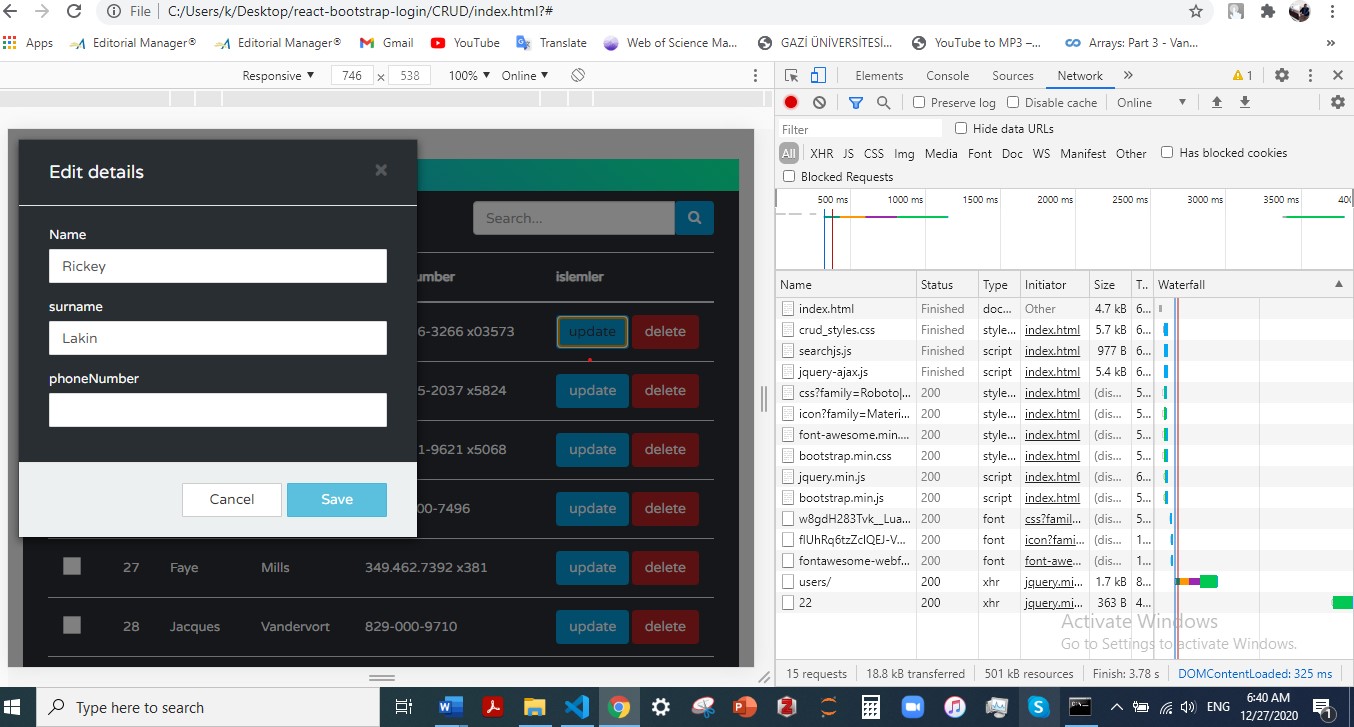 File | C:/Users/k/Desktop/react-bootstrap-login/CRUD/index.html?#
Apps Editorial Manager® Editorial Manager® Gmail YouTube Translate Web of Science Ma... GAZİ ÜNİVERSİTESİ... YouTube to MP3 –... Arrays: Part 3 - Van... »
Responsive ▼ 746 x 538 100% ▼ Online ▼
Elements Console Sources Network » 1
Preserve log Disable cache Online ▼
Filter Hide data URLs
All XHR JS CSS Img Media Font Doc WS Manifest Other Has blocked cookies
Blocked Requests
500 ms 1000 ms 1500 ms 2000 ms 2500 ms 3000 ms 3500 ms 400
Name Status Type Initiator Size T.. Waterfall
index.html Finished doc... Other 4.7 kB 6...
crud_styles.css Finished style... index.html 5.7 kB 6...
searchjs.js Finished script index.html 977 B 6...
jquery-ajax.js Finished script index.html 5.4 kB 6...
css?family=Roboto|... 200 style... index.html (dis... 5...
icon?family=Materi... 200 style... index.html (dis... 5...
font-awesome.min.... 200 style... index.html (dis... 5...
bootstrap.min.css 200 style... index.html (dis... 5...
jquery.min.js 200 script index.html (dis... 6...
bootstrap.min.js 200 script index.html (dis... 5...
w8gdH283Tvk__Lua... 200 font css?famil... (dis... 5...
flUhRq6tzZclQEJ-V... 200 font icon?fami... (dis... 1...
fontawesome-webf... 200 font font-awe... (dis... 1...
users/ 200 xhr jquery.mi... 1.7 kB 8...
22 200 xhr jquery.mi... 363 B 4...
Activate Windows
Go to Settings to activate Windows.
15 requests 18.8 kB transferred 501 kB resources Finish: 3.78 s DOMContentLoaded: 325 ms
Edit details ×
Name
Rickey
surname
Lakin
phoneNumber
Cancel Save
Search...
umber islemler
6-3266 x03573 update delete
5-2037 x5824 update delete
1-9621 x5068 update delete
00-7496 update delete
27 Faye Mills 349.462.7392 x381 update delete
28 Jacques Vandervort 829-000-9710 update delete
Type here to search
ENG 6:40 AM
12/27/2020
1